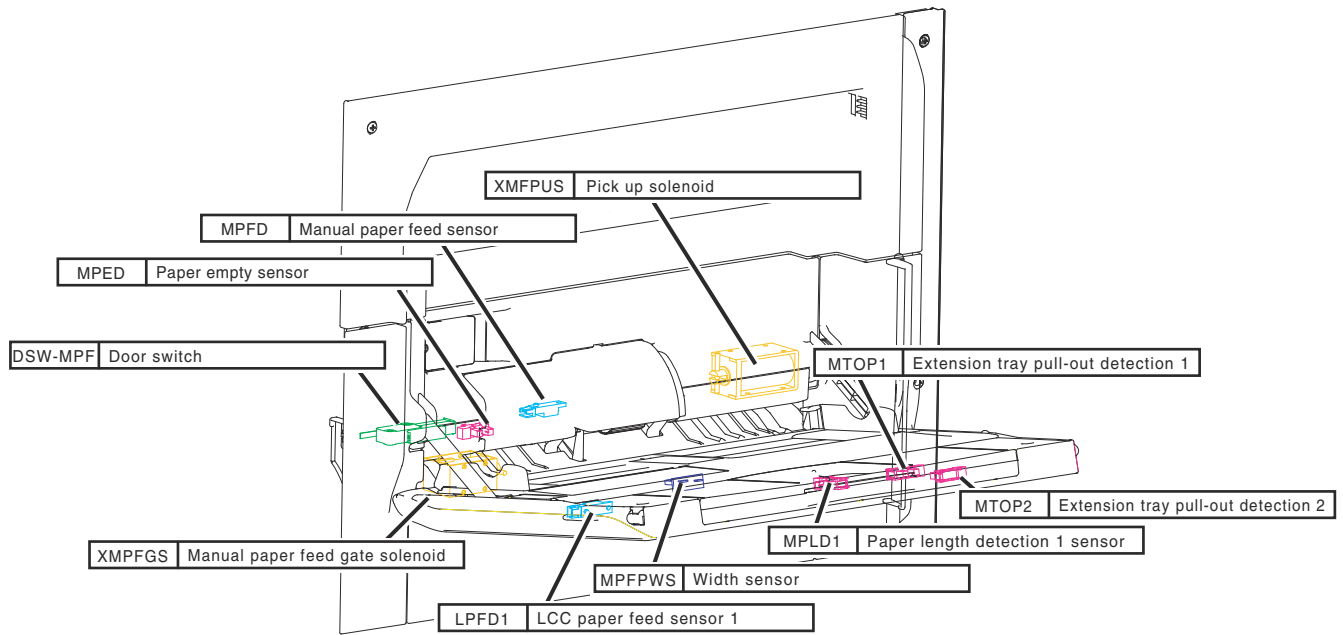 XMFPUS Pick up solenoid
MPFD Manual paper feed sensor
MPED Paper empty sensor
DSW-MPF Door switch
MTOP1 Extension tray pull-out detection 1
MTOP2 Extension tray pull-out detection 2
MPLD1 Paper length detection 1 sensor
XMPFGS Manual paper feed gate solenoid
MPFPWS Width sensor
LPFD1 LCC paper feed sensor 1